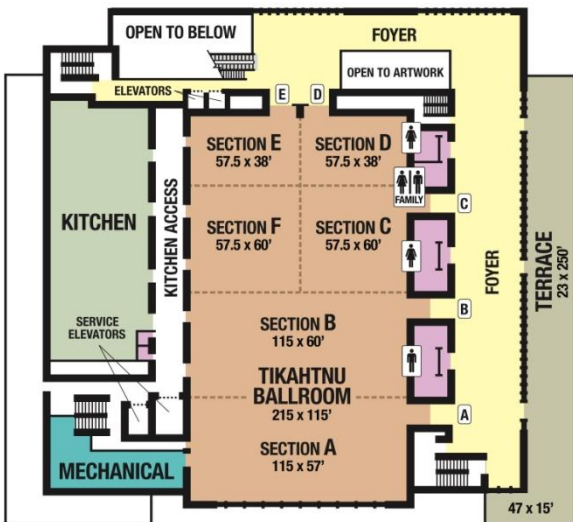 OPEN TO BELOW
FOYER
OPEN TO ARTWORK
ELEVATORS
E
D
SECTION E
57.5 x 38'
SECTION D
57.5 x 38'
FAMILY
C
KITCHEN
KITCHEN ACCESS
SECTION F
57.5 x 60'
SECTION C
57.5 x 60'
FOYER
TERRACE
23 x 250'
B
SERVICE
ELEVATORS
SECTION B
115 x 60'
TIKAHTNU
BALLROOM
215 x 115'
A
SECTION A
115 x 57'
MECHANICAL
47 x 15'